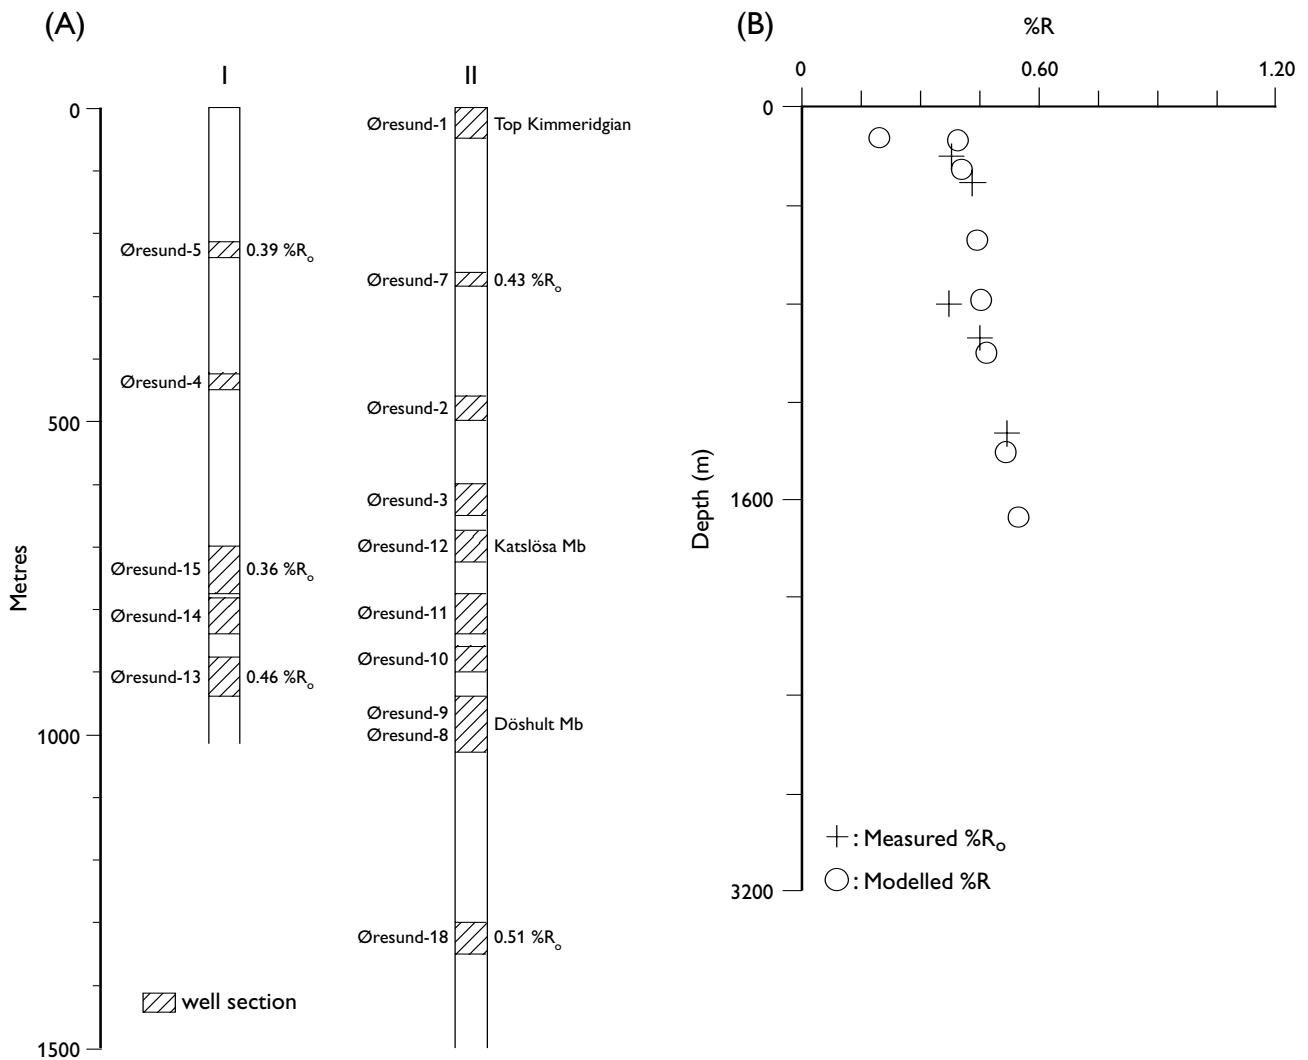 (A)
I
II
0
500
1000
1500
Metres
Øresund-5
0.39 %Ro
Øresund-4
Øresund-15
0.36 %Ro
Øresund-14
Øresund-13
0.46 %Ro
Øresund-1
Top Kimmeridgian
Øresund-7
0.43 %Ro
Øresund-2
Øresund-3
Øresund-12
Katslösa Mb
Øresund-11
Øresund-10
Øresund-9
Øresund-8
Döshult Mb
Øresund-18
0.51 %Ro
well section
(B)
%R
0
0.60
1.20
0
1600
3200
Depth (m)
: Measured %Ro
: Modelled %R